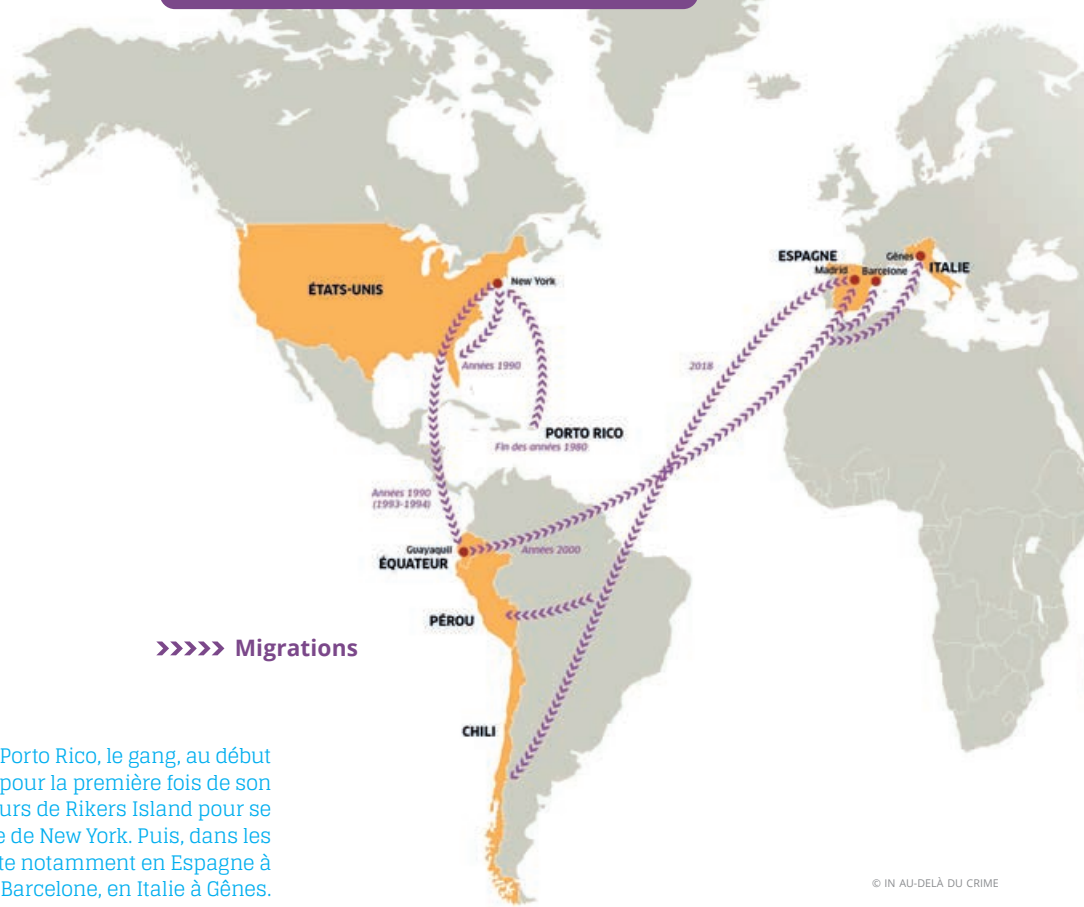 ÉTATS-UNIS
New York
ESPAGNE
Madrid
Barcelone
Gênes
ITALIE
Années 1990
2018
PORTO RICO
Fin des années 1980
Années 1990
(1993-1994)
Guayaquil
ÉQUATEUR
Années 2000
PÉROU
>>>>> Migrations
CHILI
Porto Rico, le gang, au début
pour la première fois de son
urs de Rikers Island pour se
e de New York. Puis, dans les
te notamment en Espagne à
Barcelone, en Italie à Gênes.
© IN AU-DELÀ DU CRIME